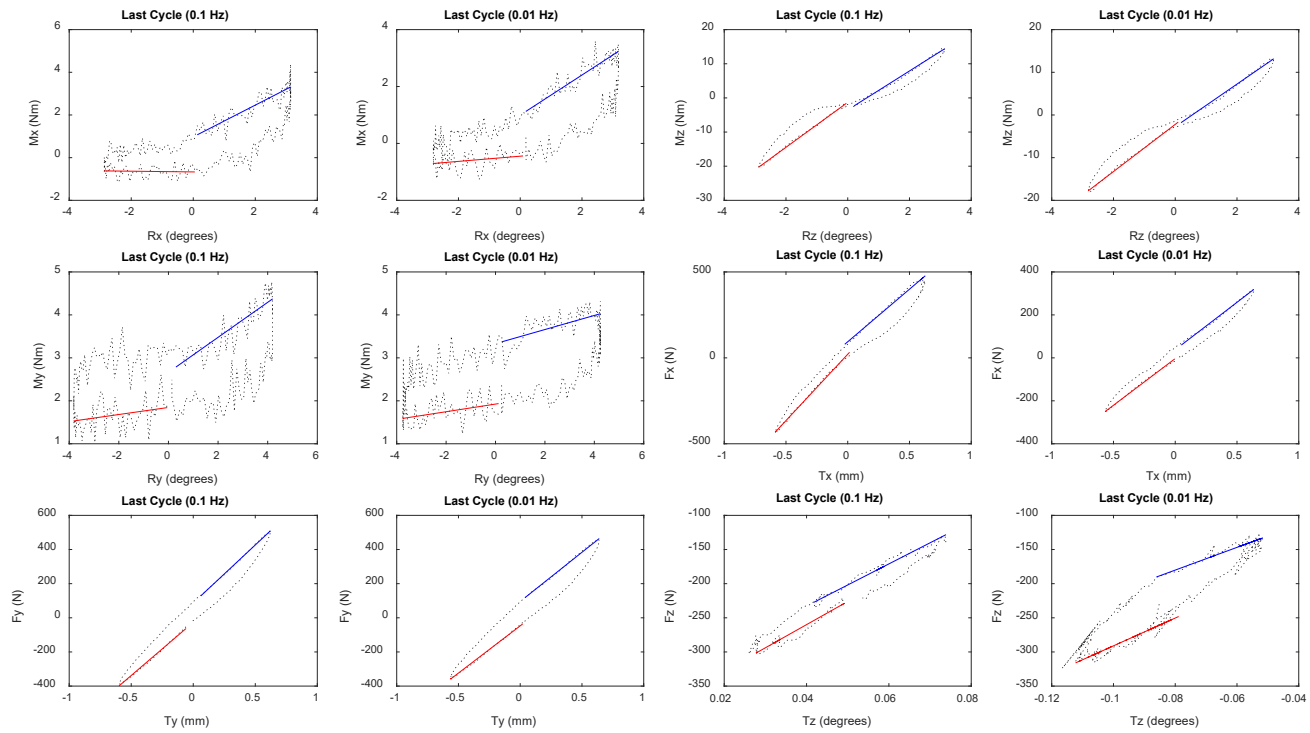 Last Cycle (0.1 Hz)
6
4
2
0
-2
Mx (Nm)
-4 -2 0 2 4
Rx (degrees)
Last Cycle (0.01 Hz)
4
2
0
-2
Mx (Nm)
-4 -2 0 2 4
Rx (degrees)
Last Cycle (0.1 Hz)
20
10
0
-10
-20
-30
Mz (Nm)
-4 -2 0 2 4
Rz (degrees)
Last Cycle (0.01 Hz)
20
10
0
-10
-20
Mz (Nm)
-4 -2 0 2 4
Rz (degrees)
Last Cycle (0.1 Hz)
5
4
3
2
1
My (Nm)
-4 -2 0 2 4 6
Ry (degrees)
Last Cycle (0.01 Hz)
5
4
3
2
1
My (Nm)
-4 -2 0 2 4 6
Ry (degrees)
Last Cycle (0.1 Hz)
500
0
-500
Fx (N)
-1 -0.5 0 0.5 1
Tx (mm)
Last Cycle (0.01 Hz)
400
200
0
-200
-400
Fx (N)
-1 -0.5 0 0.5 1
Tx (mm)
Last Cycle (0.1 Hz)
600
400
200
0
-200
-400
Fy (N)
-1 -0.5 0 0.5 1
Ty (mm)
Last Cycle (0.01 Hz)
600
400
200
0
-200
-400
Fy (N)
-1 -0.5 0 0.5 1
Ty (mm)
Last Cycle (0.1 Hz)
-100
-150
-200
-250
-300
-350
Fz (N)
0.02 0.04 0.06 0.08
Tz (degrees)
Last Cycle (0.01 Hz)
-100
-150
-200
-250
-300
-350
Fz (N)
-0.12 -0.1 -0.08 -0.06 -0.04
Tz (degrees)